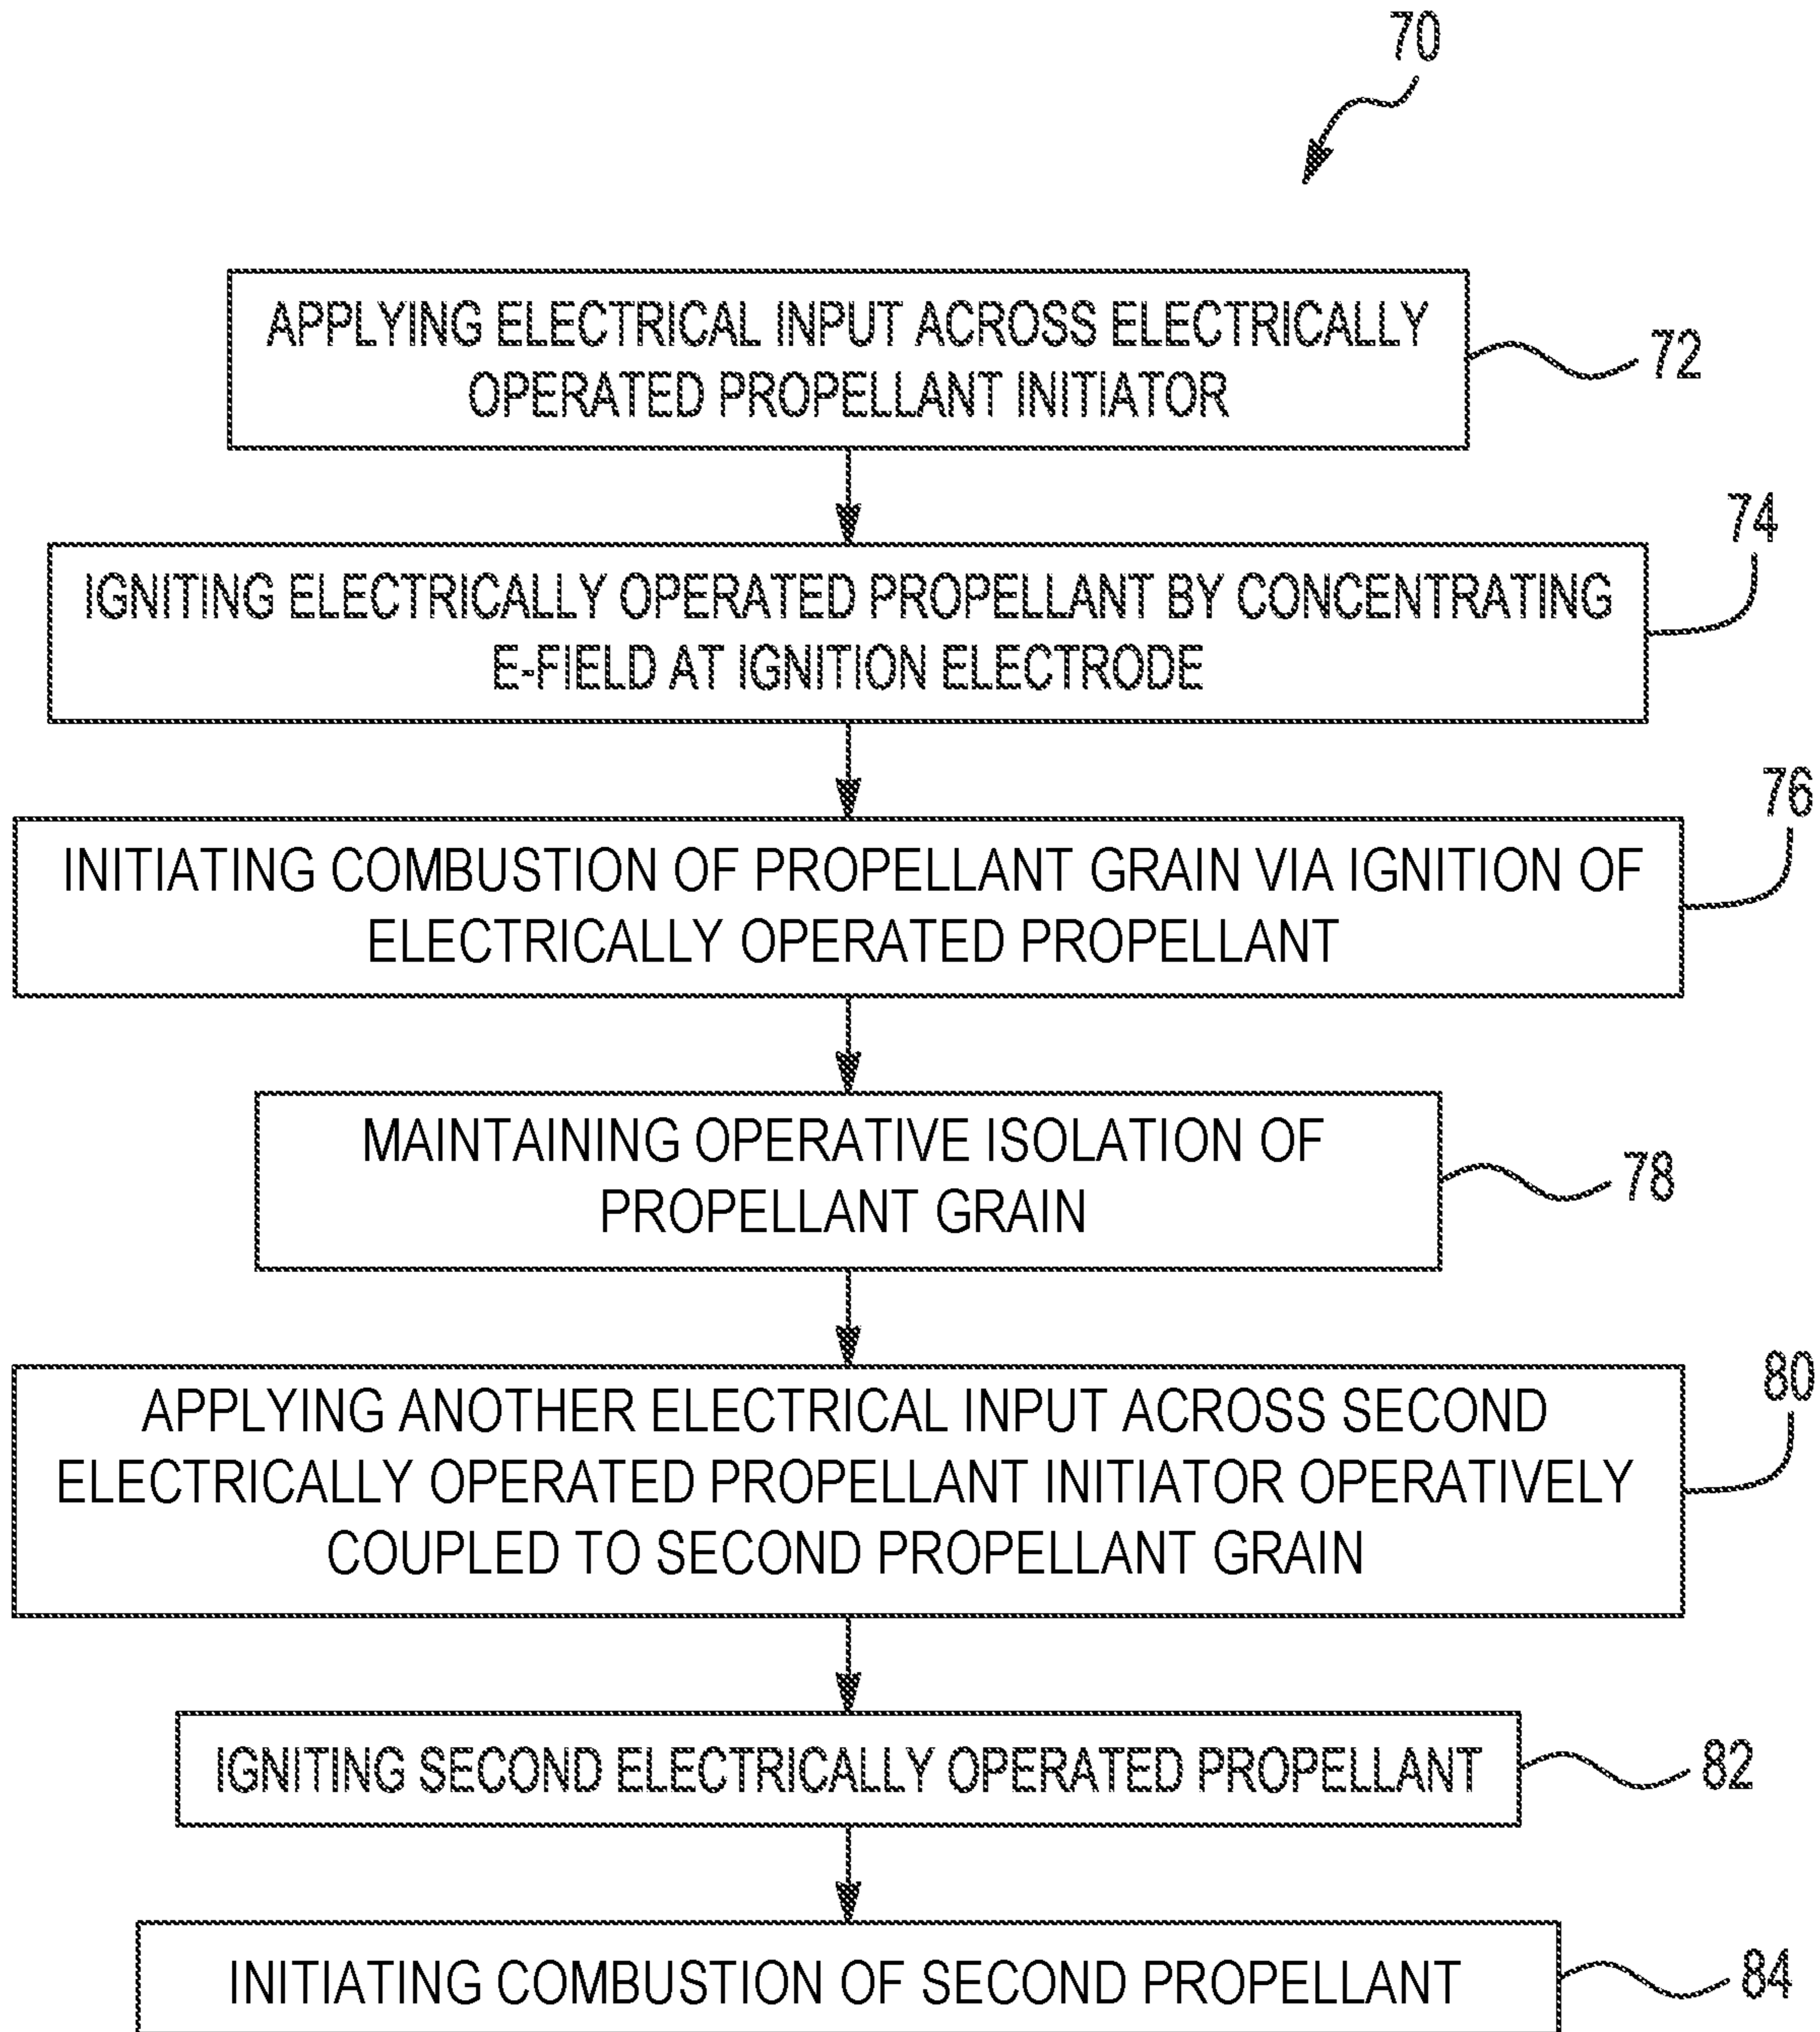 70
APPLYING ELECTRICAL INPUT ACROSS ELECTRICALLY
OPERATED PROPELLANT INITIATOR
72
IGNITING ELECTRICALLY OPERATED PROPELLANT BY CONCENTRATING
E-FIELD AT IGNITION ELECTRODE
74
INITIATING COMBUSTION OF PROPELLANT GRAIN VIA IGNITION OF
ELECTRICALLY OPERATED PROPELLANT
76
MAINTAINING OPERATIVE ISOLATION OF
PROPELLANT GRAIN
78
APPLYING ANOTHER ELECTRICAL INPUT ACROSS SECOND
ELECTRICALLY OPERATED PROPELLANT INITIATOR OPERATIVELY
COUPLED TO SECOND PROPELLANT GRAIN
80
IGNITING SECOND ELECTRICALLY OPERATED PROPELLANT
82
INITIATING COMBUSTION OF SECOND PROPELLANT
84